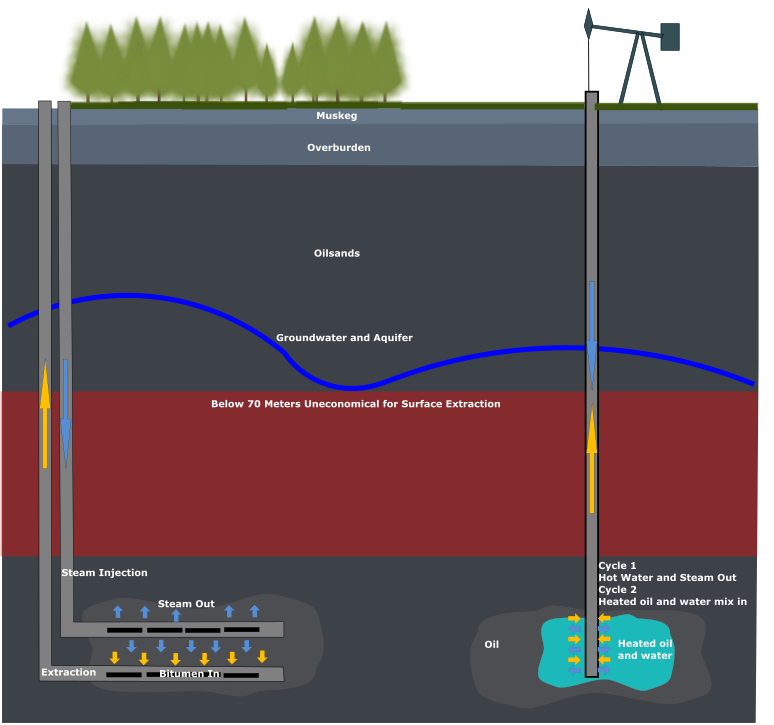 Muskeg
Overburden
Oilsands
Groundwater and Aquifer
Below 70 Meters Uneconomical for Surface Extraction
Steam Injection
Steam Out
Extraction
Bitumen In
Cycle 1
Hot Water and Steam Out
Cycle 2
Heated oil and water mix in
Oil
Heated oil
and water